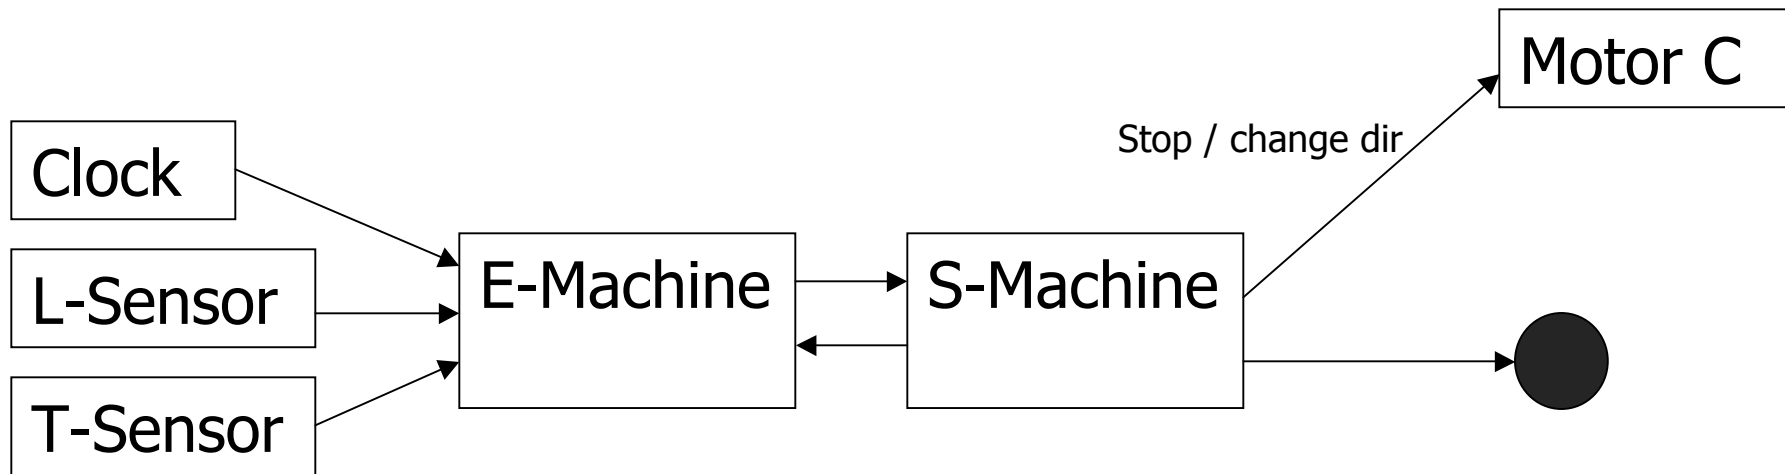 Motor C
Stop / change dir
Clock
E-Machine
S-Machine
L-Sensor
T-Sensor